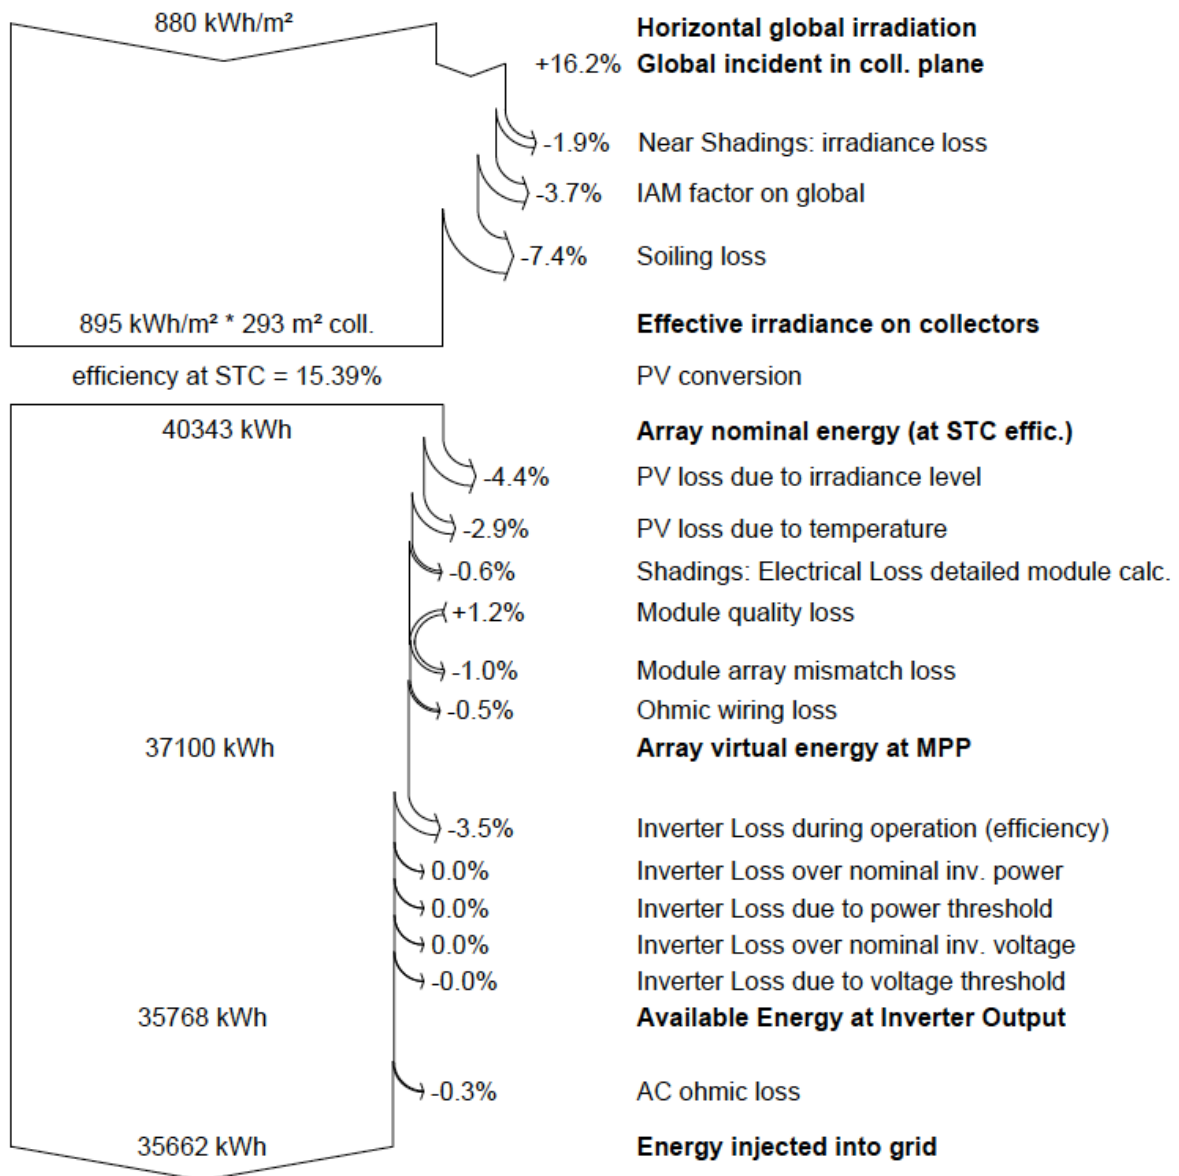 880 kWh/m² Horizontal global irradiation
+16.2% Global incident in coll. plane
-1.9% Near Shadings: irradiance loss
-3.7% IAM factor on global
-7.4% Soiling loss
895 kWh/m² * 293 m² coll. Effective irradiance on collectors
efficiency at STC = 15.39% PV conversion
40343 kWh Array nominal energy (at STC effic.)
-4.4% PV loss due to irradiance level
-2.9% PV loss due to temperature
-0.6% Shadings: Electrical Loss detailed module calc.
+1.2% Module quality loss
-1.0% Module array mismatch loss
-0.5% Ohmic wiring loss
37100 kWh Array virtual energy at MPP
-3.5% Inverter Loss during operation (efficiency)
0.0% Inverter Loss over nominal inv. power
0.0% Inverter Loss due to power threshold
0.0% Inverter Loss over nominal inv. voltage
-0.0% Inverter Loss due to voltage threshold
35768 kWh Available Energy at Inverter Output
-0.3% AC ohmic loss
35662 kWh Energy injected into grid